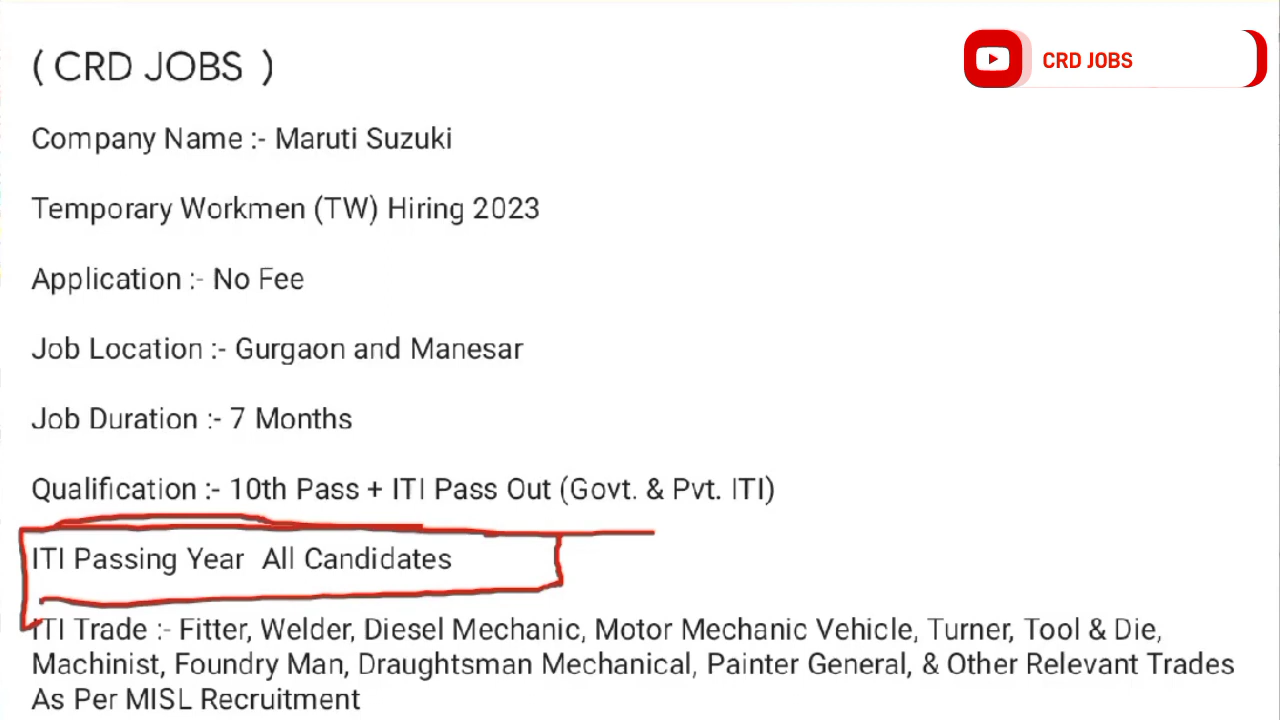 ( CRD JOBS )
CRD JOBS
Company Name :- Maruti Suzuki
Temporary Workmen (TW) Hiring 2023
Application :- No Fee
Job Location :- Gurgaon and Manesar
Job Duration :- 7 Months
Qualification :- 10th Pass + ITI Pass Out (Govt. & Pvt. ITI)
ITI Passing Year All Candidates
ITI Trade :- Fitter, Welder, Diesel Mechanic, Motor Mechanic Vehicle, Turner, Tool & Die,
Machinist, Foundry Man, Draughtsman Mechanical, Painter General, & Other Relevant Trades
As Per MISL Recruitment